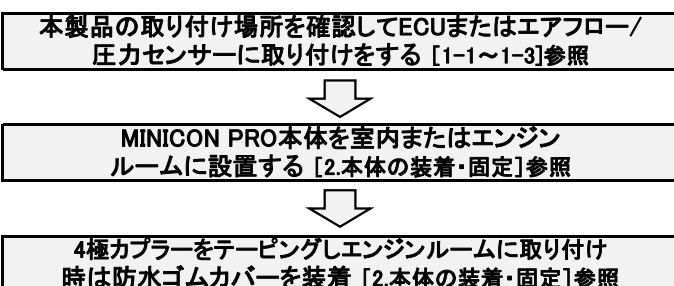 本製品の取り付け場所を確認してECUまたはエアフロー/
圧力センサーに取り付けをする [1-1～1-3]参照
MINICON PRO本体を室内またはエンジン
ルームに設置する [2.本体の装着・固定]参照
4極カプラーをテーピングしエンジンルームに取り付け
時は防水ゴムカバーを装着 [2.本体の装着・固定]参照